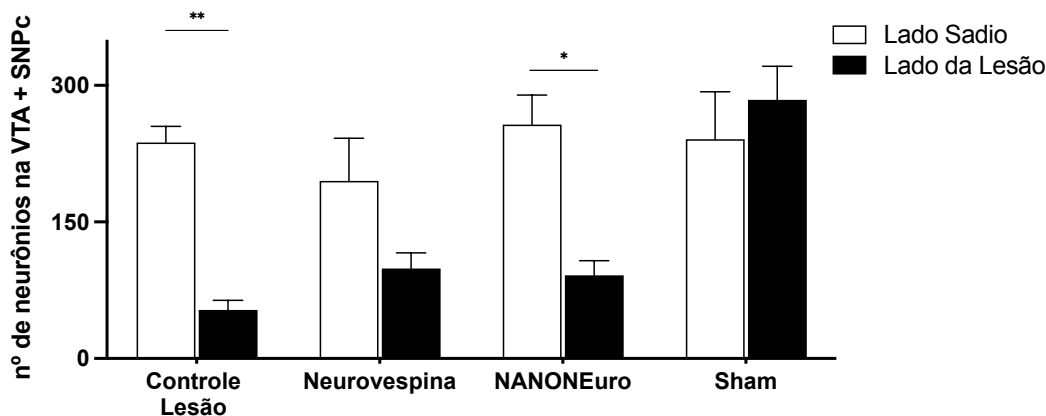 nº de neurônios na VTA + SNPc
300
150
0
**
*
Lado Sadio
Lado da Lesão
Controle
Lesão
Neurovespina
NANONEuro
Sham